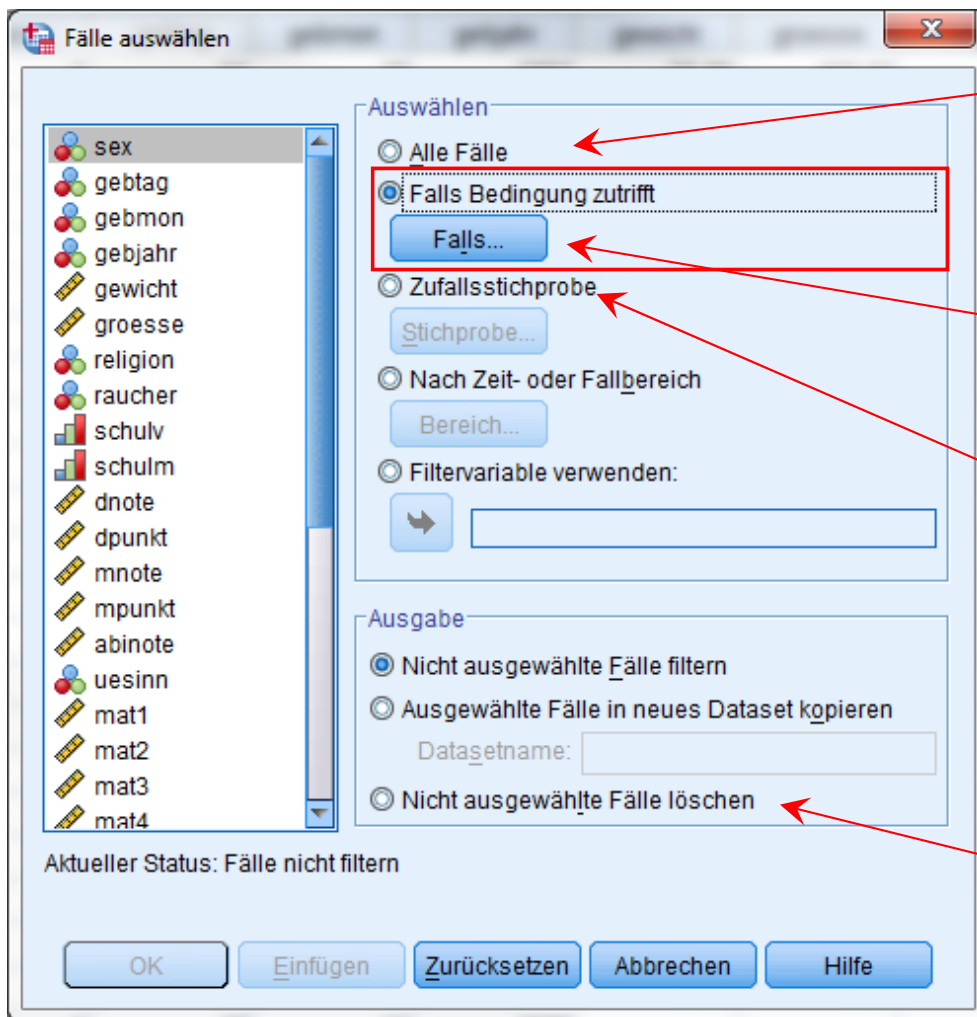 Fälle auswählen
sex
gebtag
gebmon
gebjahr
gewicht
groesse
religion
raucher
schulv
schulm
dnote
dpunkt
mnote
mpunkt
abinote
uesinn
mat1
mat2
mat3
mat4
Auswählen
Alle Fälle
Falls Bedingung zutrifft
Falls...
Zufallsstichprobe
Stichprobe...
Nach Zeit- oder Fallbereich
Bereich...
Filtervariable verwenden:
Ausgabe
Nicht ausgewählte Fälle filtern
Ausgewählte Fälle in neues Dataset kopieren
Datasetname:
Nicht ausgewählte Fälle löschen
Aktueller Status: Fälle nicht filtern
OK
Einfügen
Zurücksetzen
Abbrechen
Hilfe